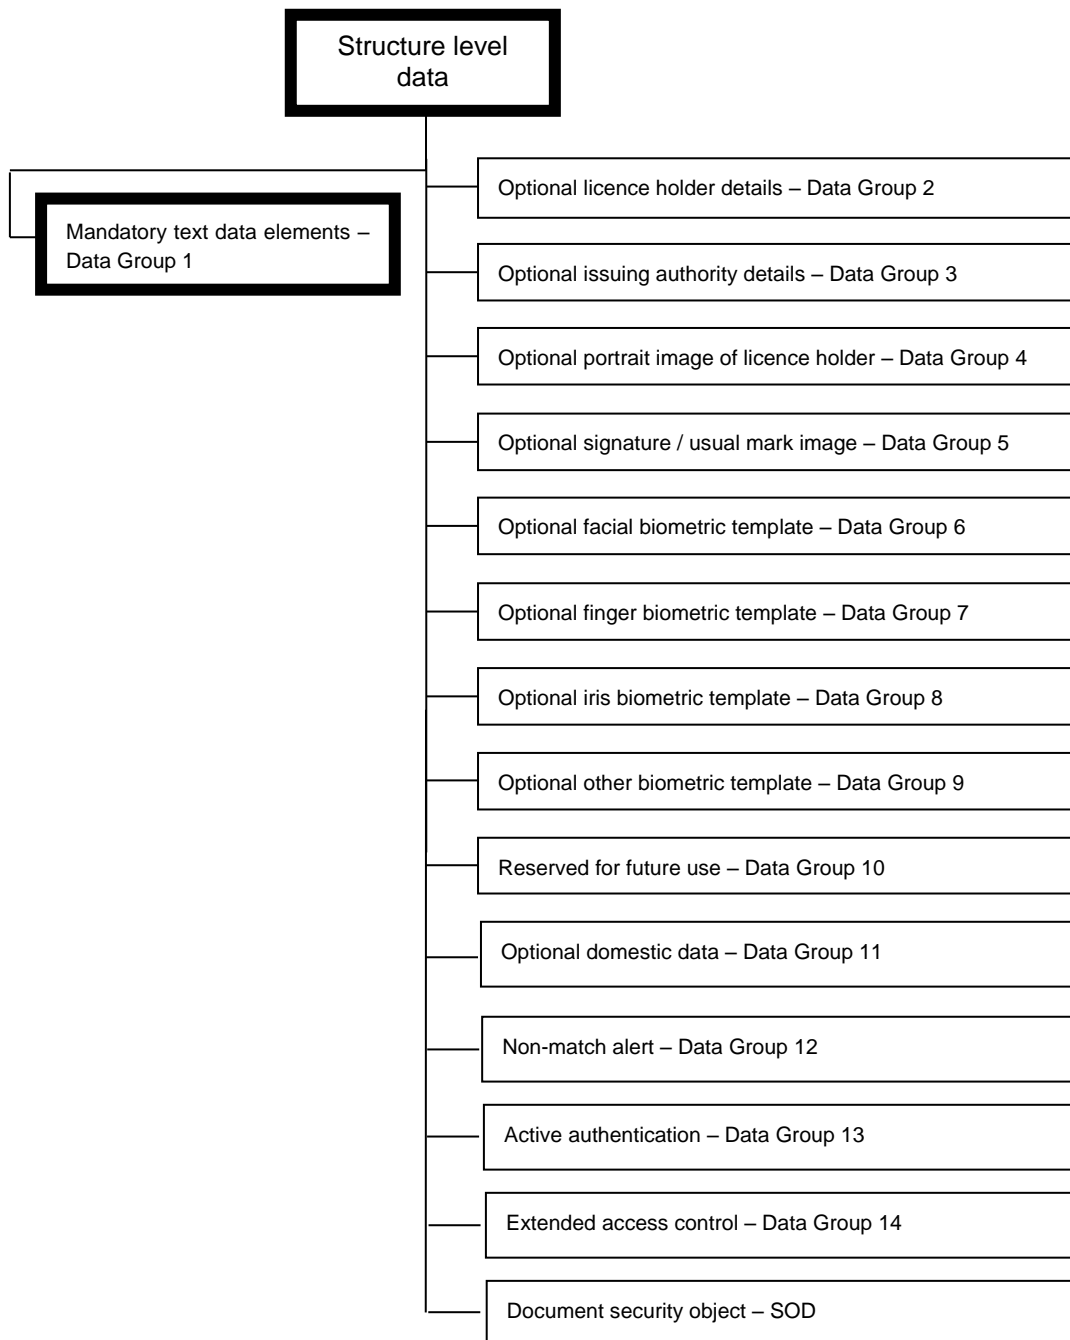 Structure level
data
Mandatory text data elements –
Data Group 1
Optional licence holder details – Data Group 2
Optional issuing authority details – Data Group 3
Optional portrait image of licence holder – Data Group 4
Optional signature / usual mark image – Data Group 5
Optional facial biometric template – Data Group 6
Optional finger biometric template – Data Group 7
Optional iris biometric template – Data Group 8
Optional other biometric template – Data Group 9
Reserved for future use – Data Group 10
Optional domestic data – Data Group 11
Non-match alert – Data Group 12
Active authentication – Data Group 13
Extended access control – Data Group 14
Document security object – SOD